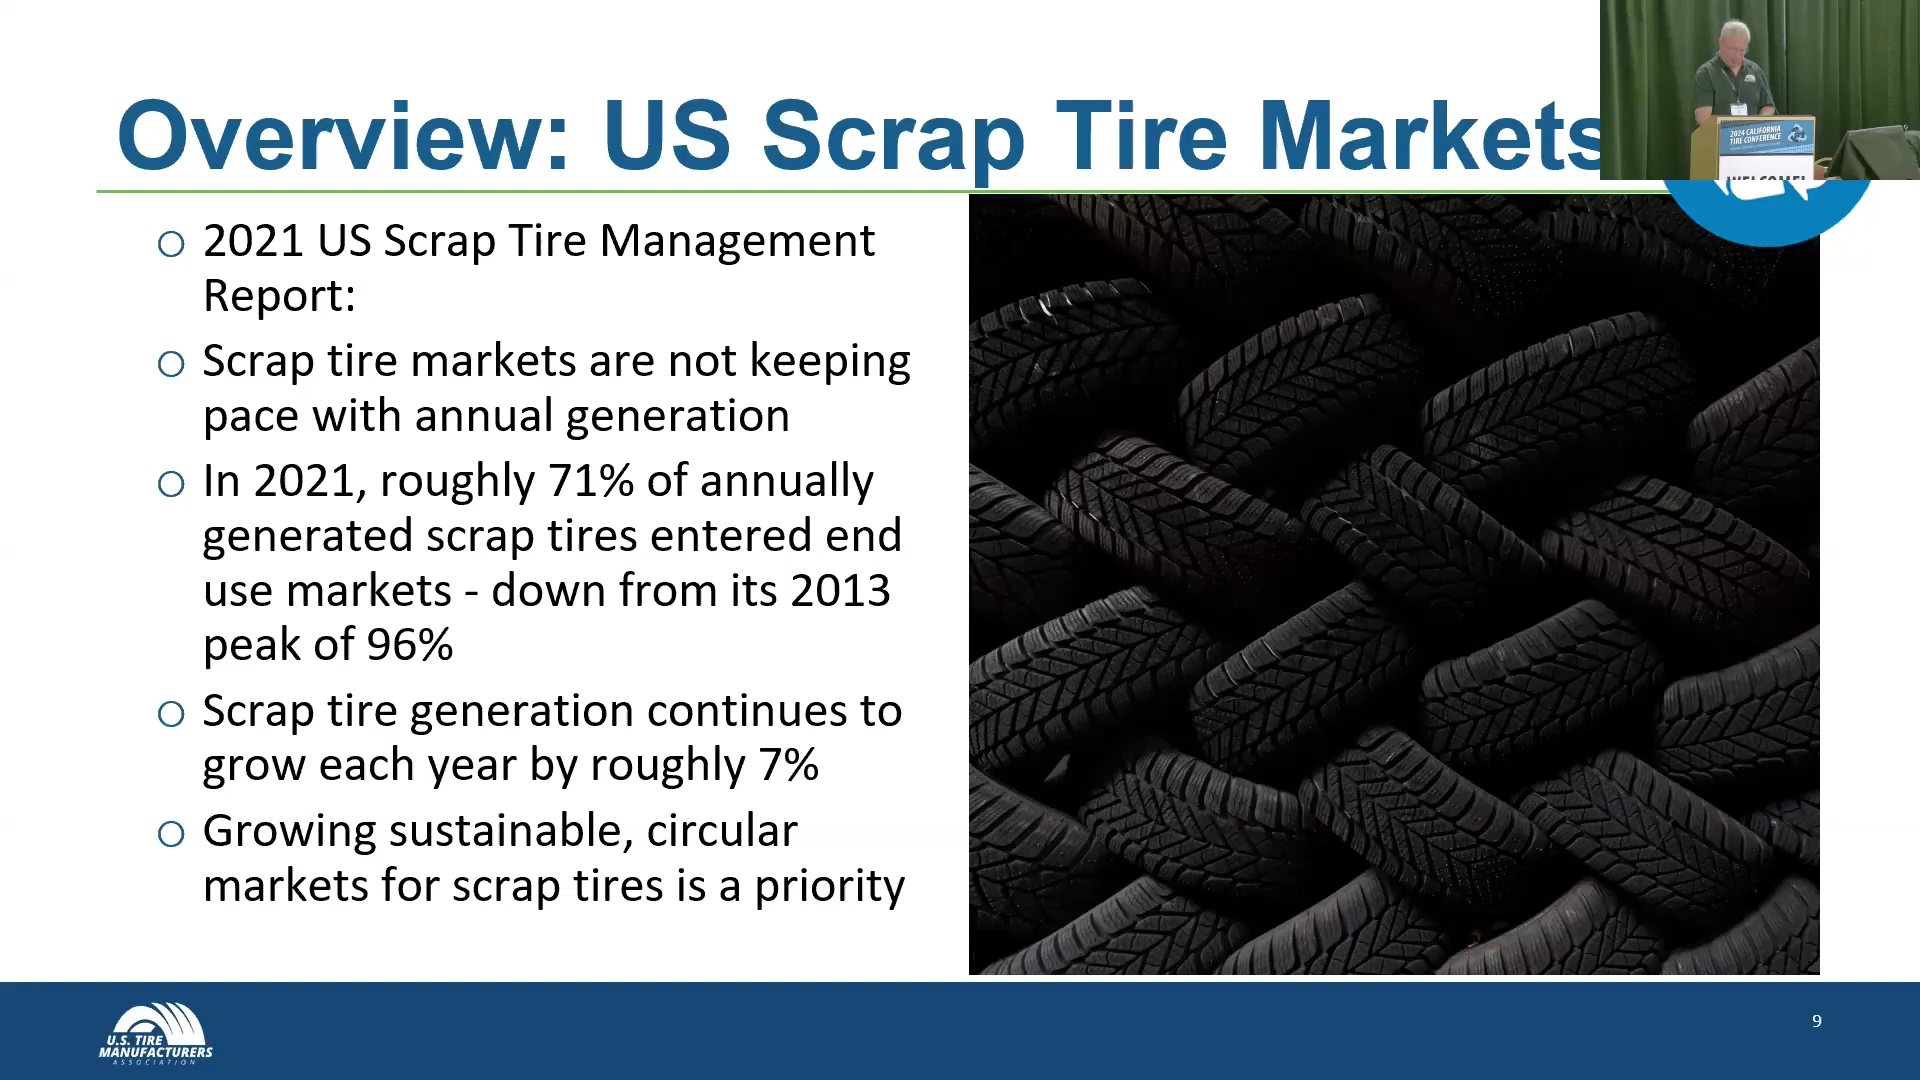 Overview: US Scrap Tire Markets
2024 CALIFORNIA
TIRE CONFERENCE
WELCOME!
2021 US Scrap Tire Management
Report:
Scrap tire markets are not keeping
pace with annual generation
In 2021, roughly 71% of annually
generated scrap tires entered end
use markets - down from its 2013
peak of 96%
Scrap tire generation continues to
grow each year by roughly 7%
Growing sustainable, circular
markets for scrap tires is a priority
U.S. TIRE
MANUFACTURERS
ASSOCIATION
9